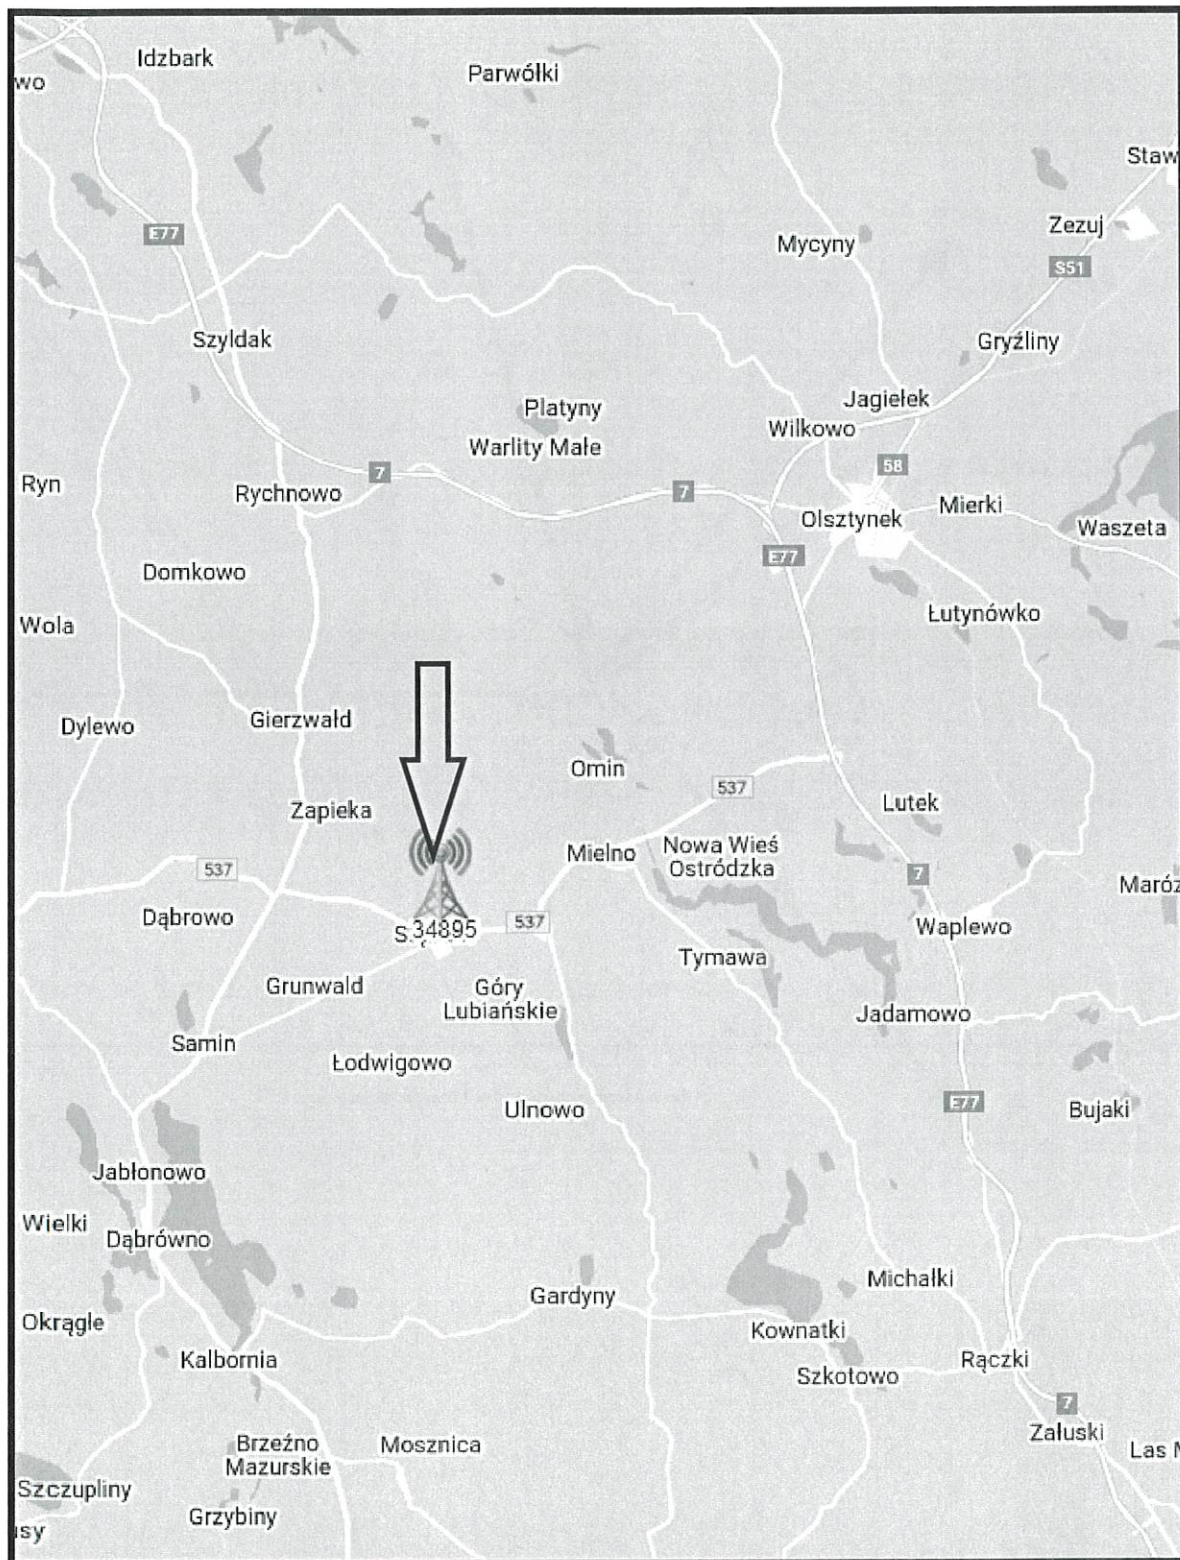 Idzbark
Parwółki
wo
Staw
Zezuj
E77
Mycyny
S51
Szyldak
Gryźliny
Jagiełek
Platyny
Wilkowo
Warlity Małe
58
7
Ryn
Rychnowo
7
Mierki
Olsztynek
Waszeta
E77
Domkowo
Łutynówko
Wola
Gierzwałd
Dylewo
Omin
537
Lutek
Zapieka
Nowa Wieś
Ostródzka
Mielno
537
7
Maróz
Dąbrowo
537
34895
Waplewo
Tymawa
Grunwald
Góry
Lubiańskie
Jadamowo
Samin
Łodwigowo
E77
Ulnowo
Bujaki
Jabłonowo
Wielki
Dąbrówno
Michałki
Gardyny
Okrągłe
Kownatki
Kalbornia
Rączki
Szkotowo
7
Załuski
Brzeźno
Mazurskie
Mosznica
Las
Szczupliny
Grzybiny
usy